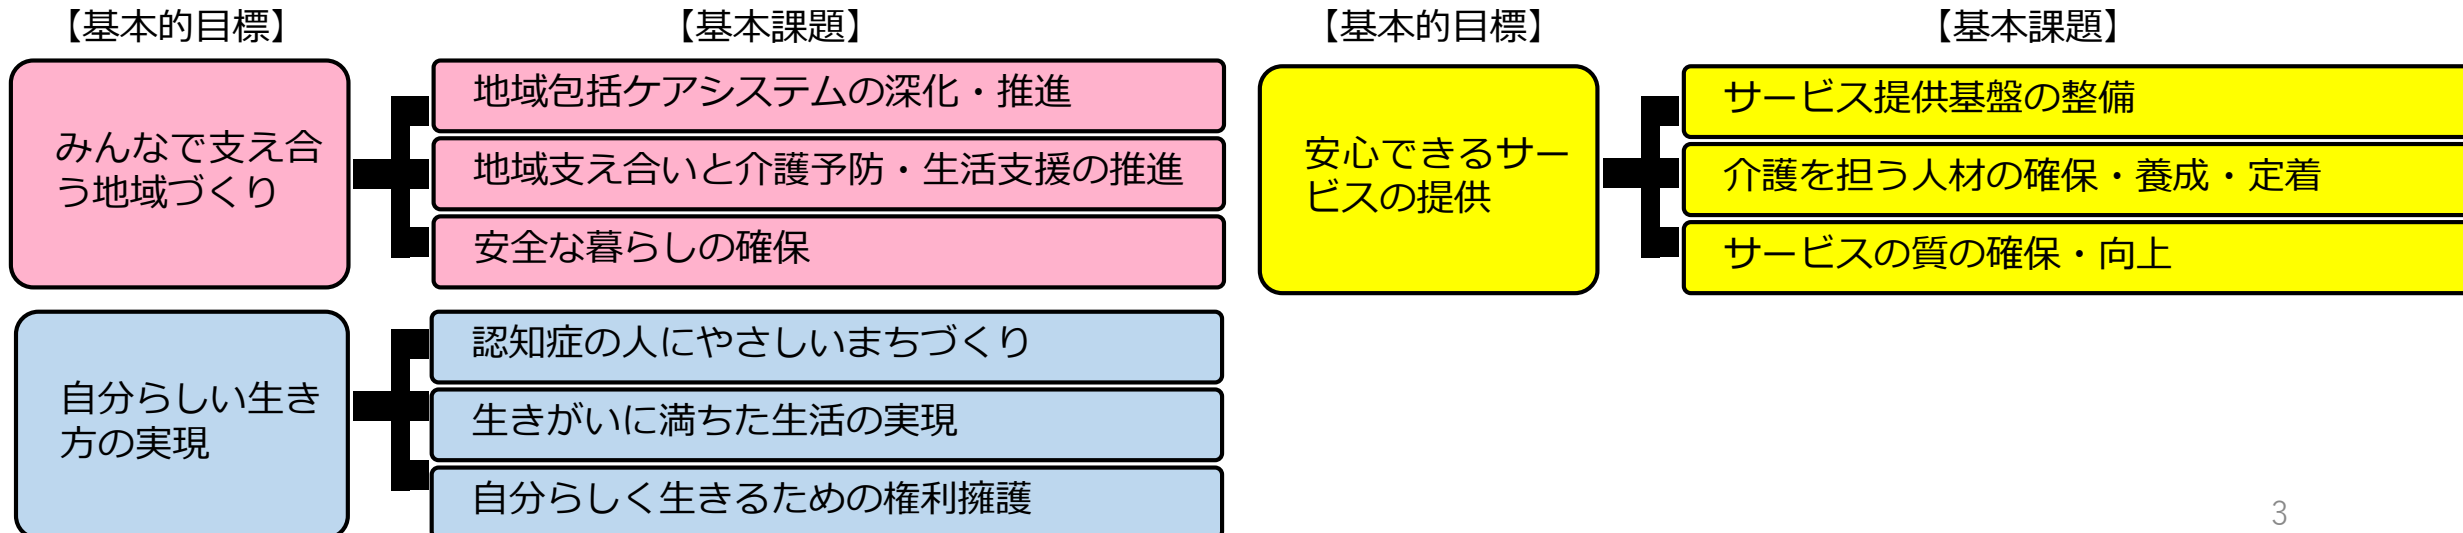 【基本的目標】
【基本課題】
みんなで支え合
う地域づくり
地域包括ケアシステムの深化・推進
地域支え合いと介護予防・生活支援の推進
安全な暮らしの確保
自分らしい生き
方の実現
認知症の人にやさしいまちづくり
生きがいに満ちた生活の実現
自分らしく生きるための権利擁護
【基本的目標】
【基本課題】
安心できるサー
ビスの提供
サービス提供基盤の整備
介護を担う人材の確保・養成・定着
サービスの質の確保・向上
3